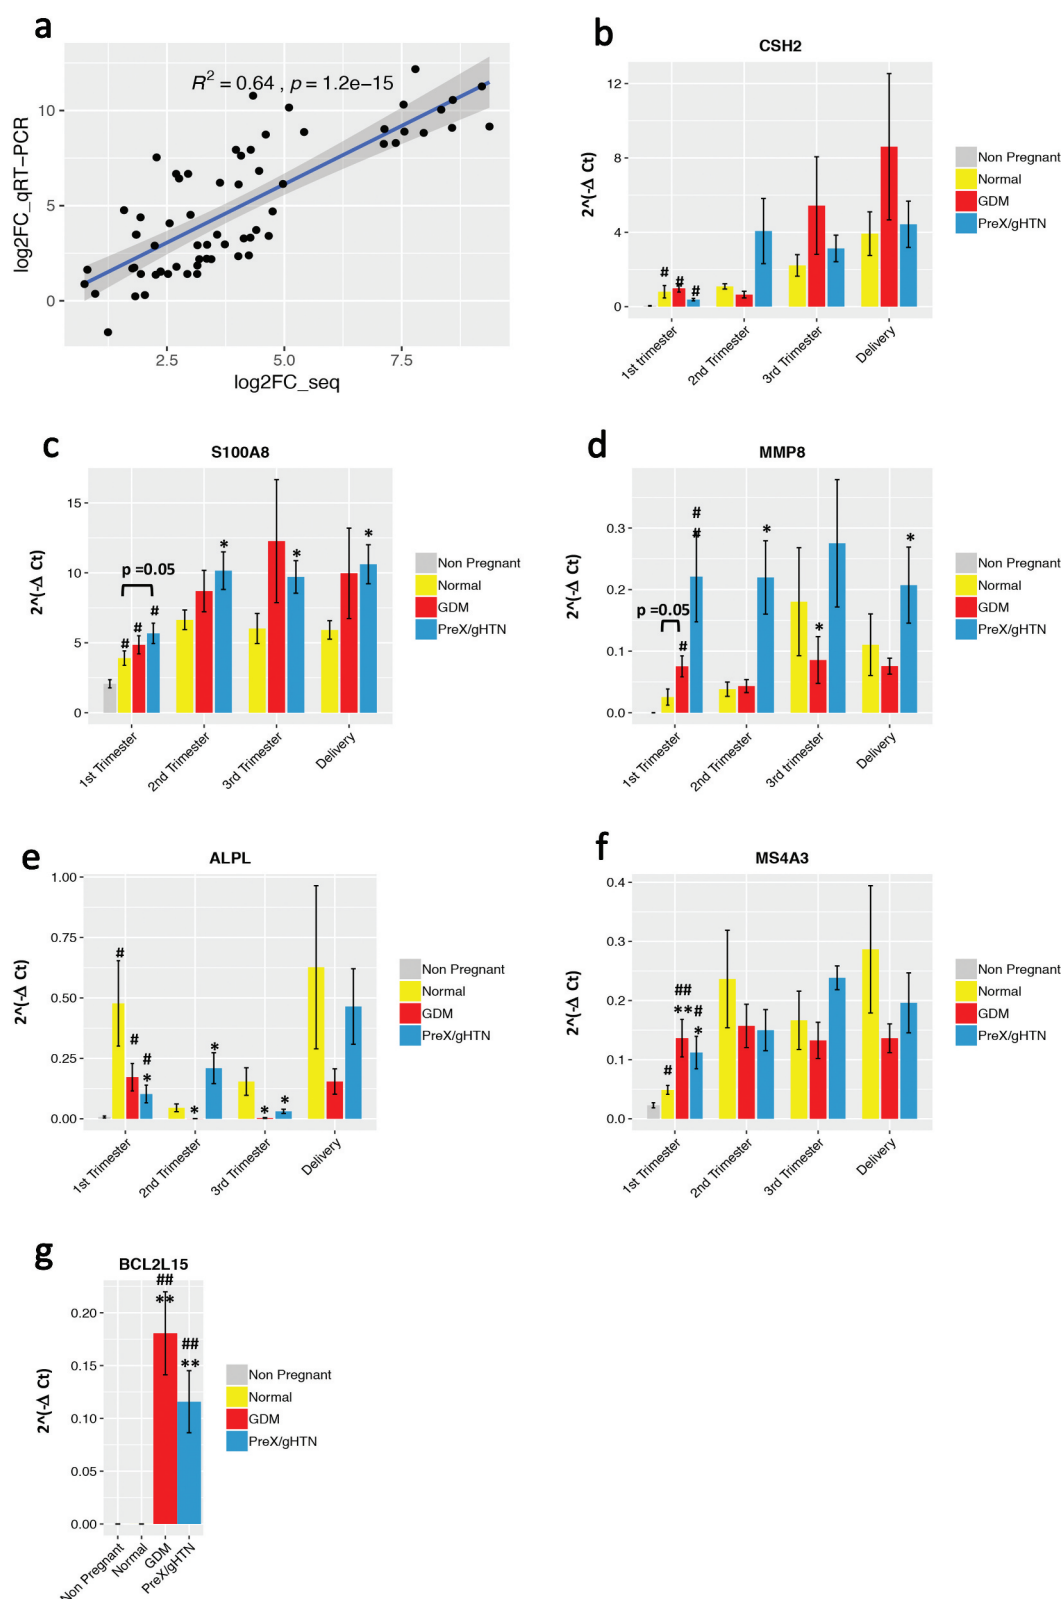 a
R² = 0.64 , p = 1.2e−15
10
5
0
log2FC_qRT−PCR
2.5 5.0 7.5
log2FC_seq
b
CSH2
12
8
4
0
2^(-Δ Ct)
# # #
1st trimester 2nd Trimester 3rd Trimester Delivery
Non Pregnant
Normal
GDM
PreX/gHTN
c
S100A8
15
10
5
0
2^(-Δ Ct)
p =0.05
# # #
* * *
1st Trimester 2nd Trimester 3rd Trimester Delivery
Non Pregnant
Normal
GDM
PreX/gHTN
d
MMP8
0.3
0.2
0.1
0.0
2^(-Δ Ct)
p =0.05
#
#
#
* * *
1st Trimester 2nd Trimester 3rd trimester Delivery
Non Pregnant
Normal
GDM
PreX/gHTN
e
ALPL
1.00
0.75
0.50
0.25
0.00
2^(-Δ Ct)
# # #
* * * * *
1st Trimester 2nd Trimester 3rd Trimester Delivery
Non Pregnant
Normal
GDM
PreX/gHTN
f
MS4A3
0.4
0.3
0.2
0.1
0.0
2^(-Δ Ct)
# ## #
** *
1st Trimester 2nd Trimester 3rd Trimester Delivery
Non Pregnant
Normal
GDM
PreX/gHTN
g
BCL2L15
0.20
0.15
0.10
0.05
0.00
2^(-Δ Ct)
## ##
** **
Non Pregnant Normal GDM PreX/gHTN
Non Pregnant
Normal
GDM
PreX/gHTN